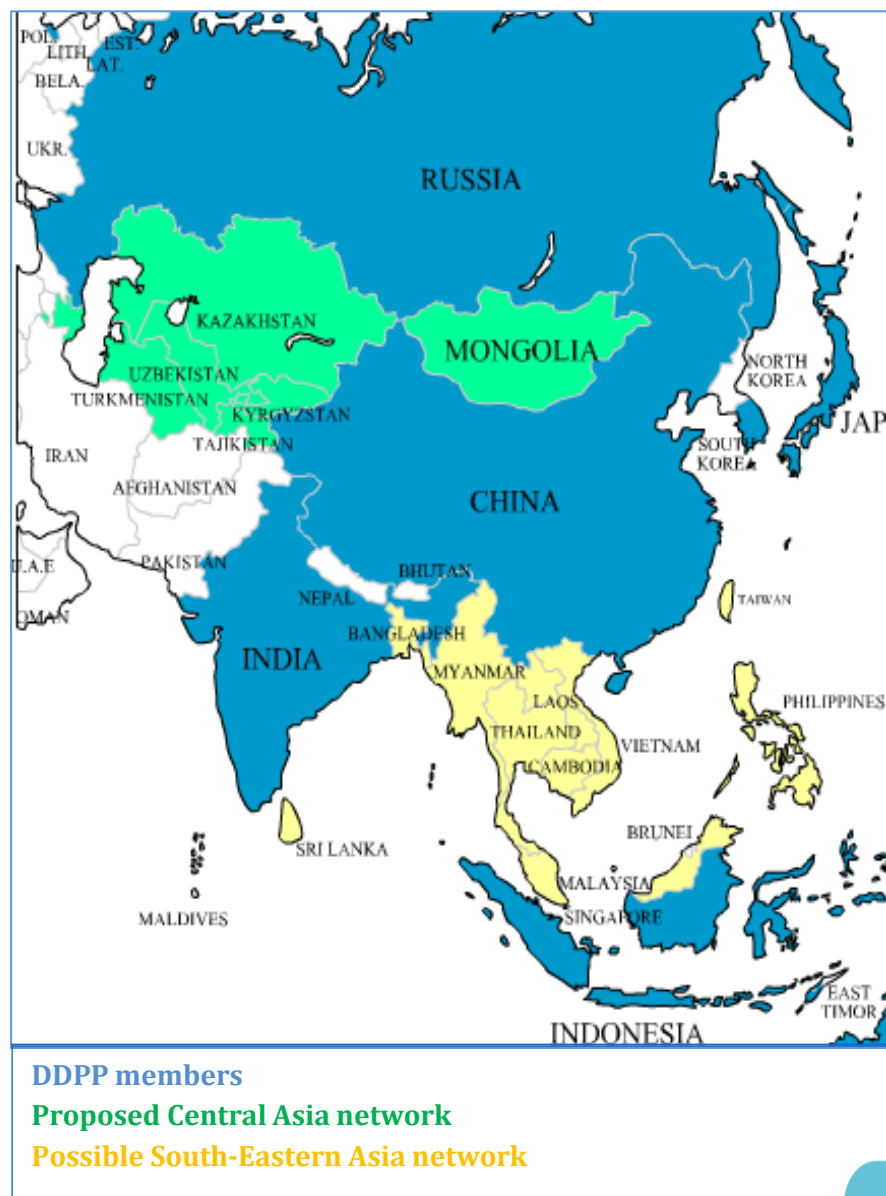 POL.
EST.
LITH.
LAT.
BELA.
UKR.
RUSSIA
KAZAKHSTAN
MONGOLIA
UZBEKISTAN
TURKMENISTAN
KYRGYZSTAN
TAJIKISTAN
NORTH
KOREA
JAP
SOUTH
KOREA
IRAN
AFGHANISTAN
CHINA
U.A.E
PAKISTAN
BHUTAN
NEPAL
OMAN
TAIWAN
BANGLADESH
INDIA
MYANMAR
LAOS
PHILIPPINES
THAILAND
VIETNAM
CAMBODIA
BRUNEI
SRI LANKA
MALAYSIA
MALDIVES
SINGAPORE
EAST
TIMOR
INDONESIA
DDPP members
Proposed Central Asia network
Possible South-Eastern Asia network